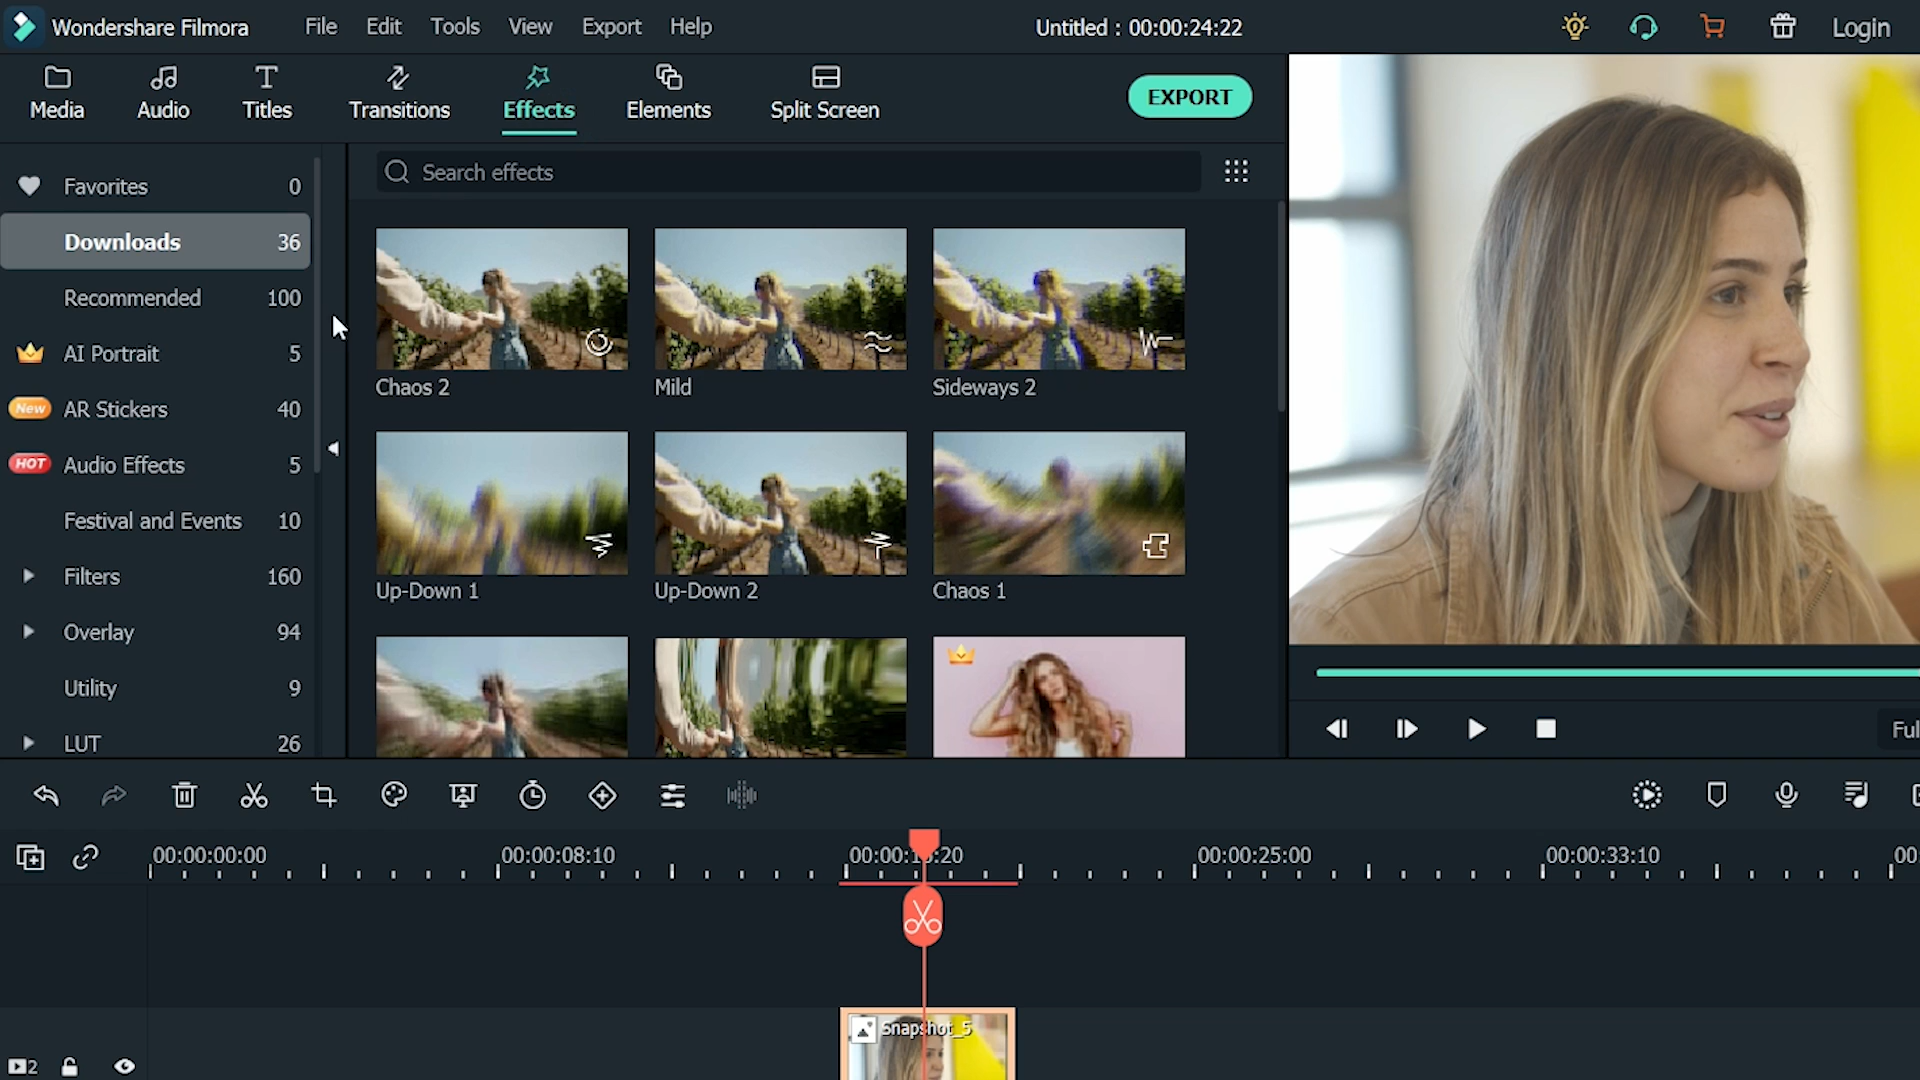 Wondershare Filmora
File
Edit
Tools
View
Export
Help
Untitled : 00:00:24:22
Login
Media
Audio
Titles
Transitions
Effects
Elements
Split Screen
EXPORT
Favorites 0
Downloads 36
Recommended 100
AI Portrait 5
New AR Stickers 40
HOT Audio Effects 5
Festival and Events 10
Filters 160
Overlay 94
Utility 9
LUT 26
Search effects
Chaos 2
Mild
Sideways 2
Up-Down 1
Up-Down 2
Chaos 1
00:00:00:00
00:00:08:10
00:00:25:00
00:00:33:10
Snapshot_5
2